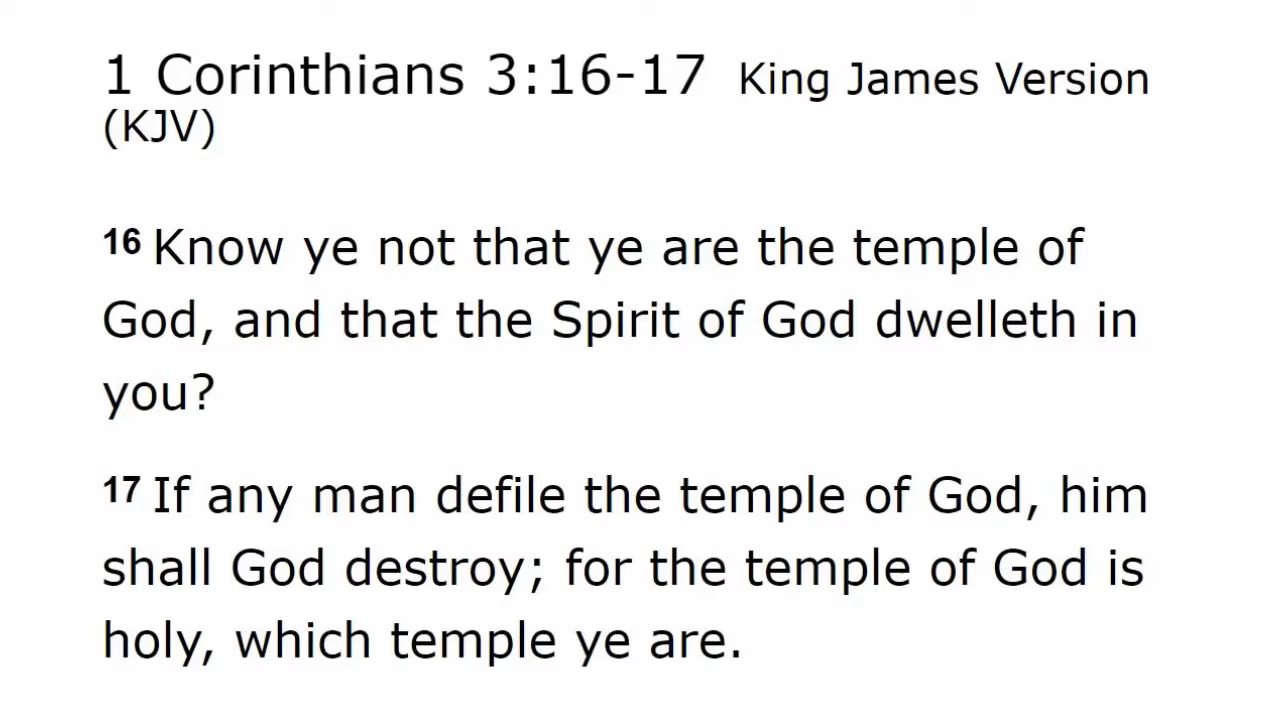 1 Corinthians 3:16-17 King James Version
(KJV)
16 Know ye not that ye are the temple of
God, and that the Spirit of God dwelleth in
you?
17 If any man defile the temple of God, him
shall God destroy; for the temple of God is
holy, which temple ye are.